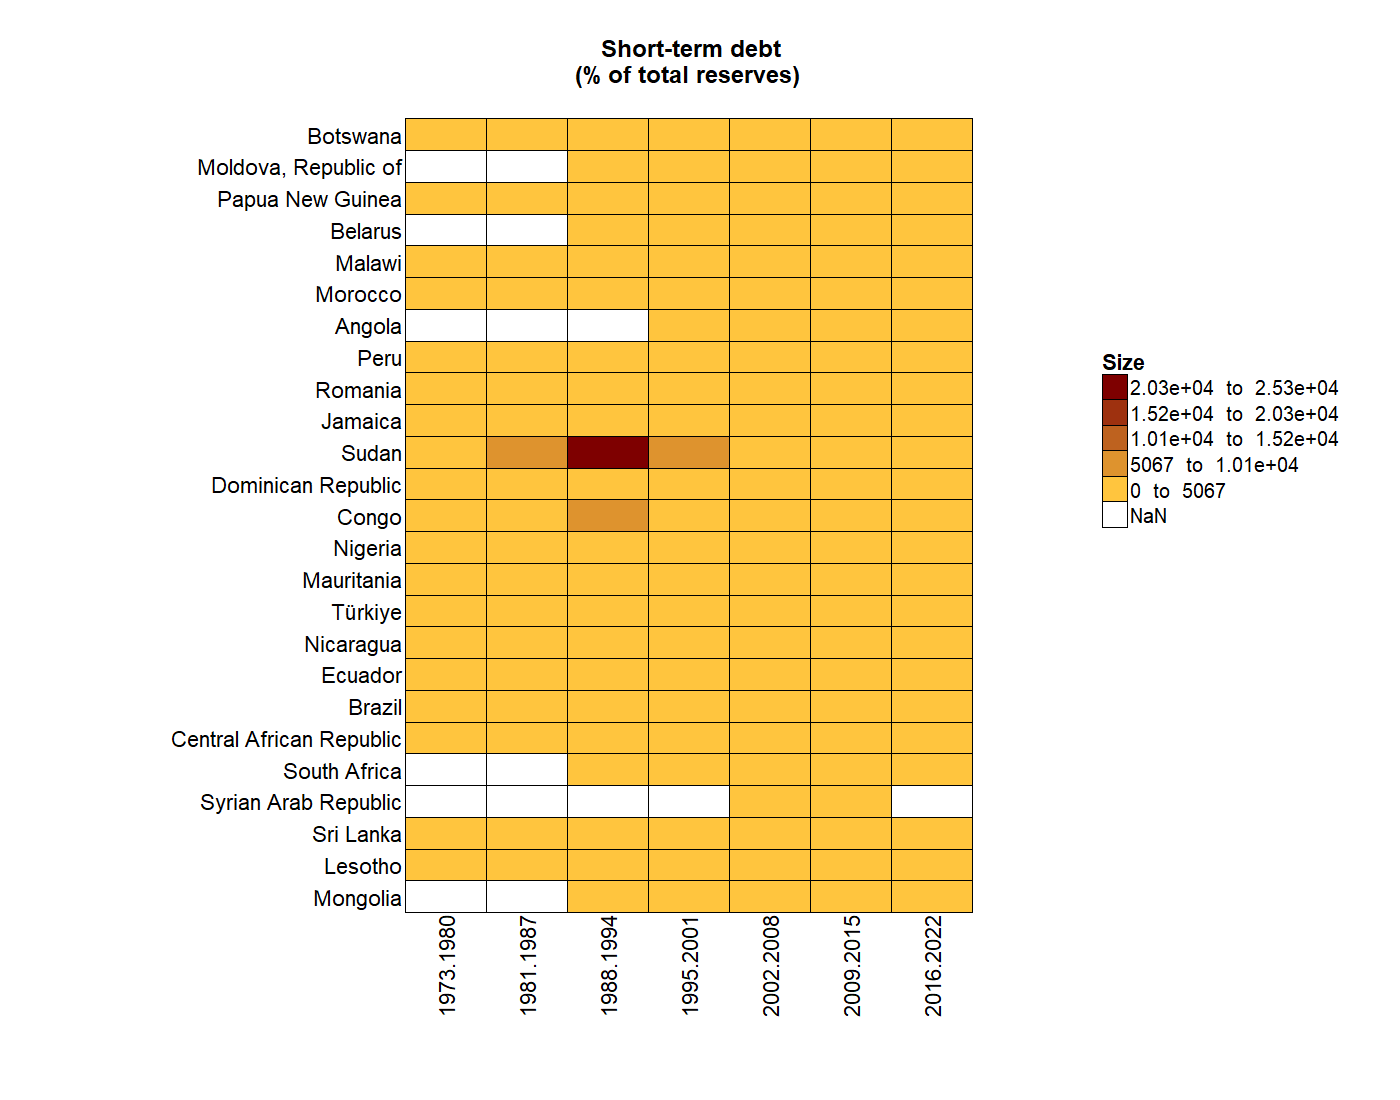 Short-term debt
(% of total reserves)
Botswana
Moldova, Republic of
Papua New Guinea
Belarus
Malawi
Morocco
Angola
Peru
Romania
Jamaica
Sudan
Dominican Republic
Congo
Nigeria
Mauritania
Türkiye
Nicaragua
Ecuador
Brazil
Central African Republic
South Africa
Syrian Arab Republic
Sri Lanka
Lesotho
Mongolia
1973.1980
1981.1987
1988.1994
1995.2001
2002.2008
2009.2015
2016.2022
Size
2.03e+04 to 2.53e+04
1.52e+04 to 2.03e+04
1.01e+04 to 1.52e+04
5067 to 1.01e+04
0 to 5067
NaN